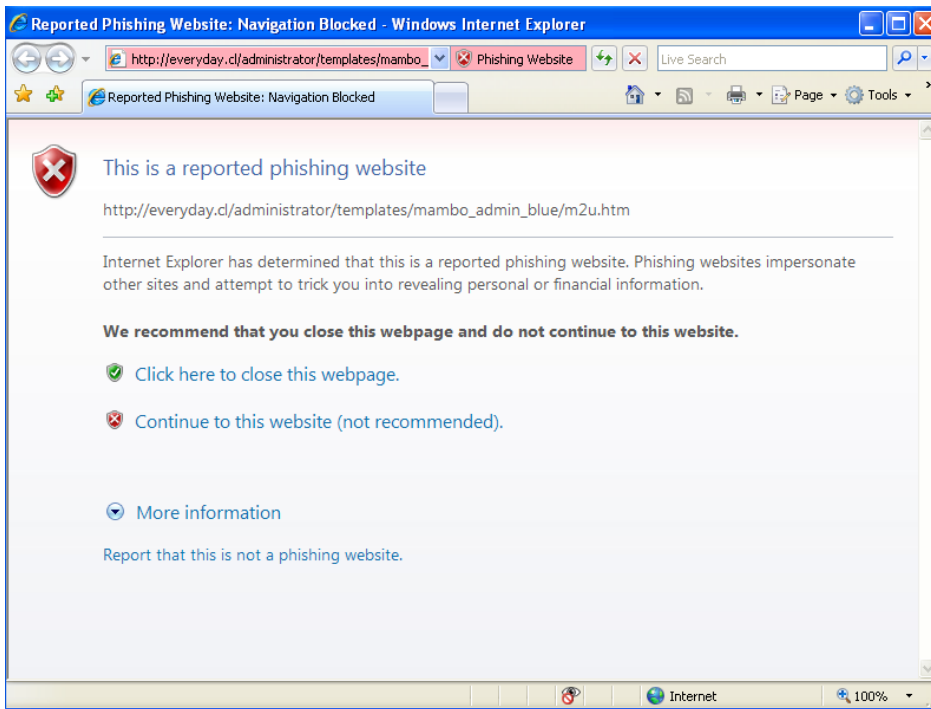 Reported Phishing Website: Navigation Blocked - Windows Internet Explorer
http://everyday.cl/administrator/templates/mambo_ Phishing Website Live Search
Reported Phishing Website: Navigation Blocked Page Tools
This is a reported phishing website
http://everyday.cl/administrator/templates/mambo_admin_blue/m2u.htm
Internet Explorer has determined that this is a reported phishing website. Phishing websites impersonate
other sites and attempt to trick you into revealing personal or financial information.
We recommend that you close this webpage and do not continue to this website.
Click here to close this webpage.
Continue to this website (not recommended).
More information
Report that this is not a phishing website.
Internet 100%